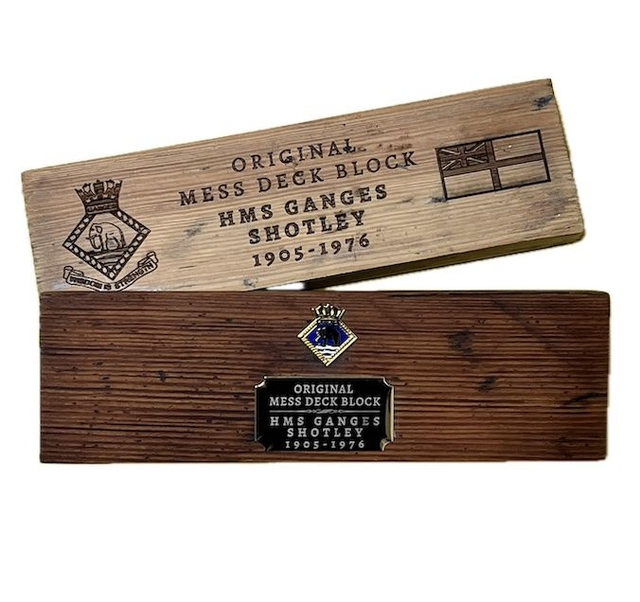 ORIGINAL
MESS DECK BLOCK
HMS GANGES
SHOTLEY
1905-1976
GANGES
WISDOM IS STRENGTH
ORIGINAL
MESS DECK BLOCK
HMS GANGES
SHOTLEY
1905-1976